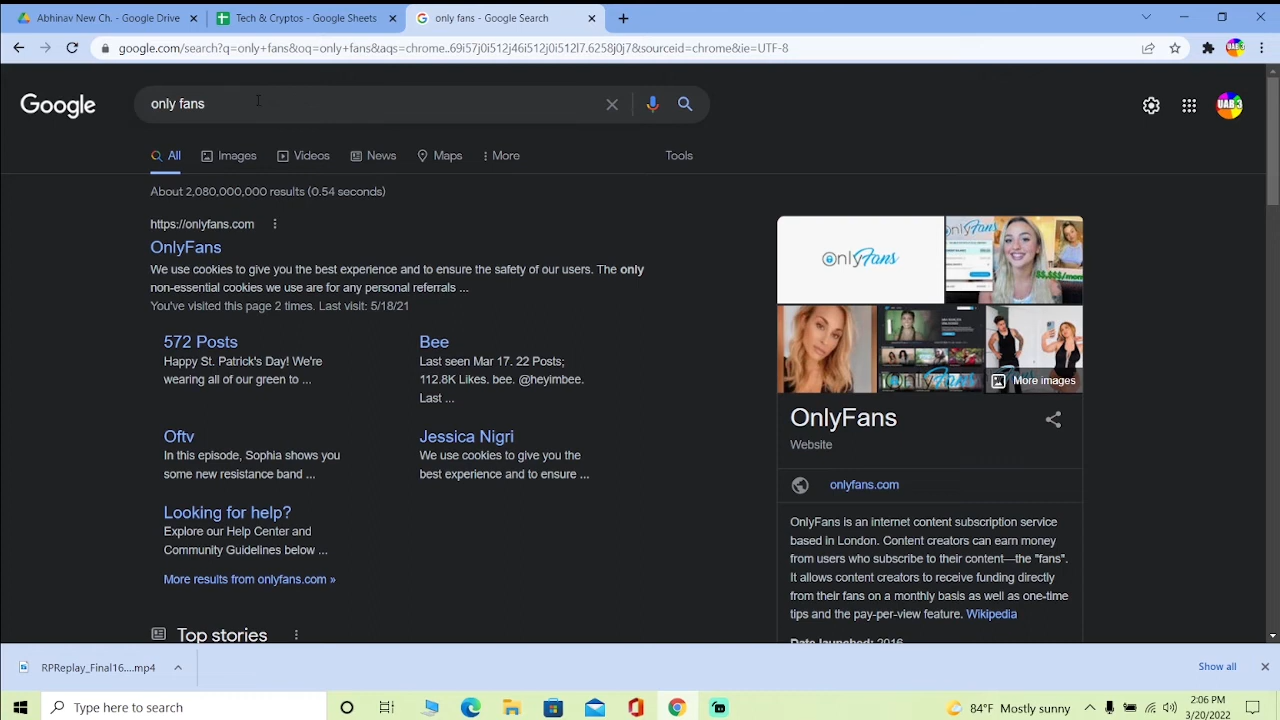 Abhinav New Ch. - Google Drive
Tech & Cryptos - Google Sheets
only fans - Google Search
google.com/search?q=only+fans&oq=only+fans&aqs=chrome..69i57j0i512j46i512j0i512l7.6258j0j7&sourceid=chrome&ie=UTF-8
Google
only fans
UAB 3
All
Images
Videos
News
Maps
More
Tools
About 2,080,000,000 results (0.54 seconds)
https://onlyfans.com
OnlyFans
We use cookies to give you the best experience and to ensure the safety of our users. The only
non-essential cookies we use are for any personal referrals ...
You've visited this page 2 times. Last visit: 5/18/21
572 Posts
Happy St. Patrick's Day! We're
wearing all of our green to ...
Bee
Last seen Mar 17. 22 Posts;
112.8K Likes. bee. @heyimbee.
Last ...
Oftv
In this episode, Sophia shows you
some new resistance band ...
Jessica Nigri
We use cookies to give you the
best experience and to ensure ...
Looking for help?
Explore our Help Center and
Community Guidelines below ...
More results from onlyfans.com »
Top stories
OnlyFans
OnlyFans
$$,$$$/mon
OnlyFans
More images
OnlyFans
Website
onlyfans.com
OnlyFans is an internet content subscription service
based in London. Content creators can earn money
from users who subscribe to their content—the "fans".
It allows content creators to receive funding directly
from their fans on a monthly basis as well as one-time
tips and the pay-per-view feature. Wikipedia
Date launched: 2016
RPReplay_Final16....mp4
Show all
Type here to search
84°F Mostly sunny
2:06 PM
3/20/2022